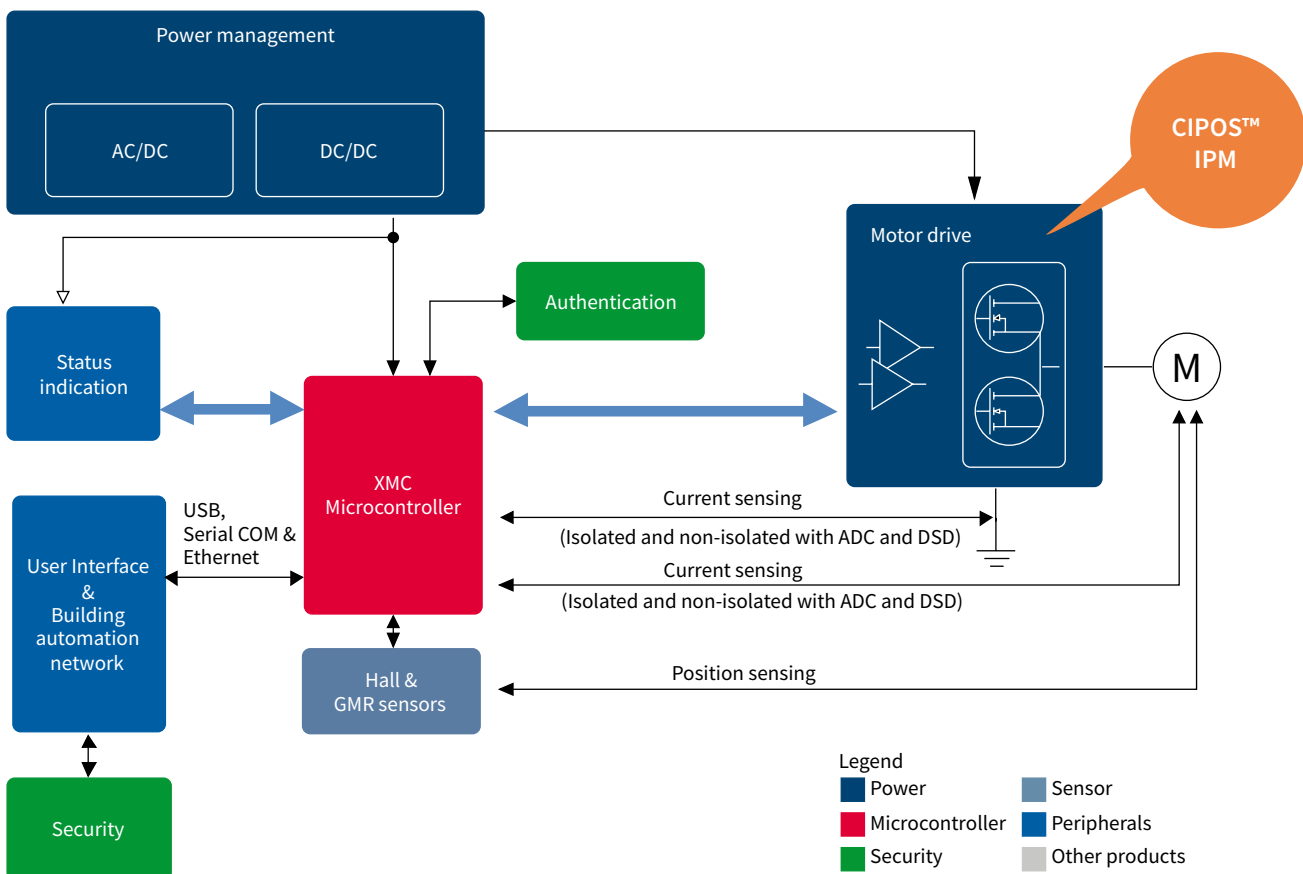 Power management
AC/DC
DC/DC
CIPOS™
IPM
Motor drive
Authentication
Status
indication
M
XMC
Microcontroller
Current sensing
(Isolated and non-isolated with ADC and DSD)
USB,
Serial COM &
Ethernet
User Interface
&
Building
automation
network
Current sensing
(Isolated and non-isolated with ADC and DSD)
Hall &
GMR sensors
Position sensing
Security
Legend
Power
Sensor
Microcontroller
Peripherals
Security
Other products